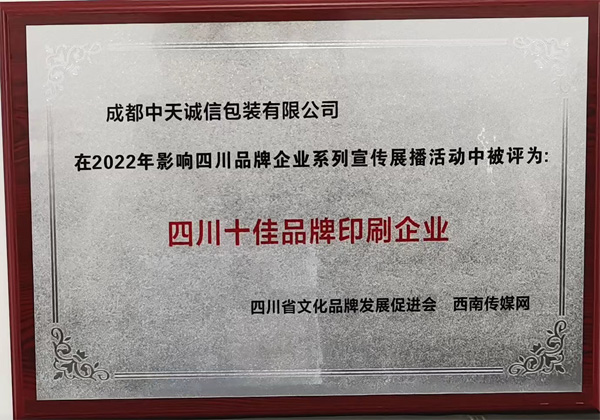 成都中天诚信包装有限公司
在2022年影响四川品牌企业系列宣传展播活动中被评为:
四川十佳品牌印刷企业
四川省文化品牌发展促进会 西南传媒网